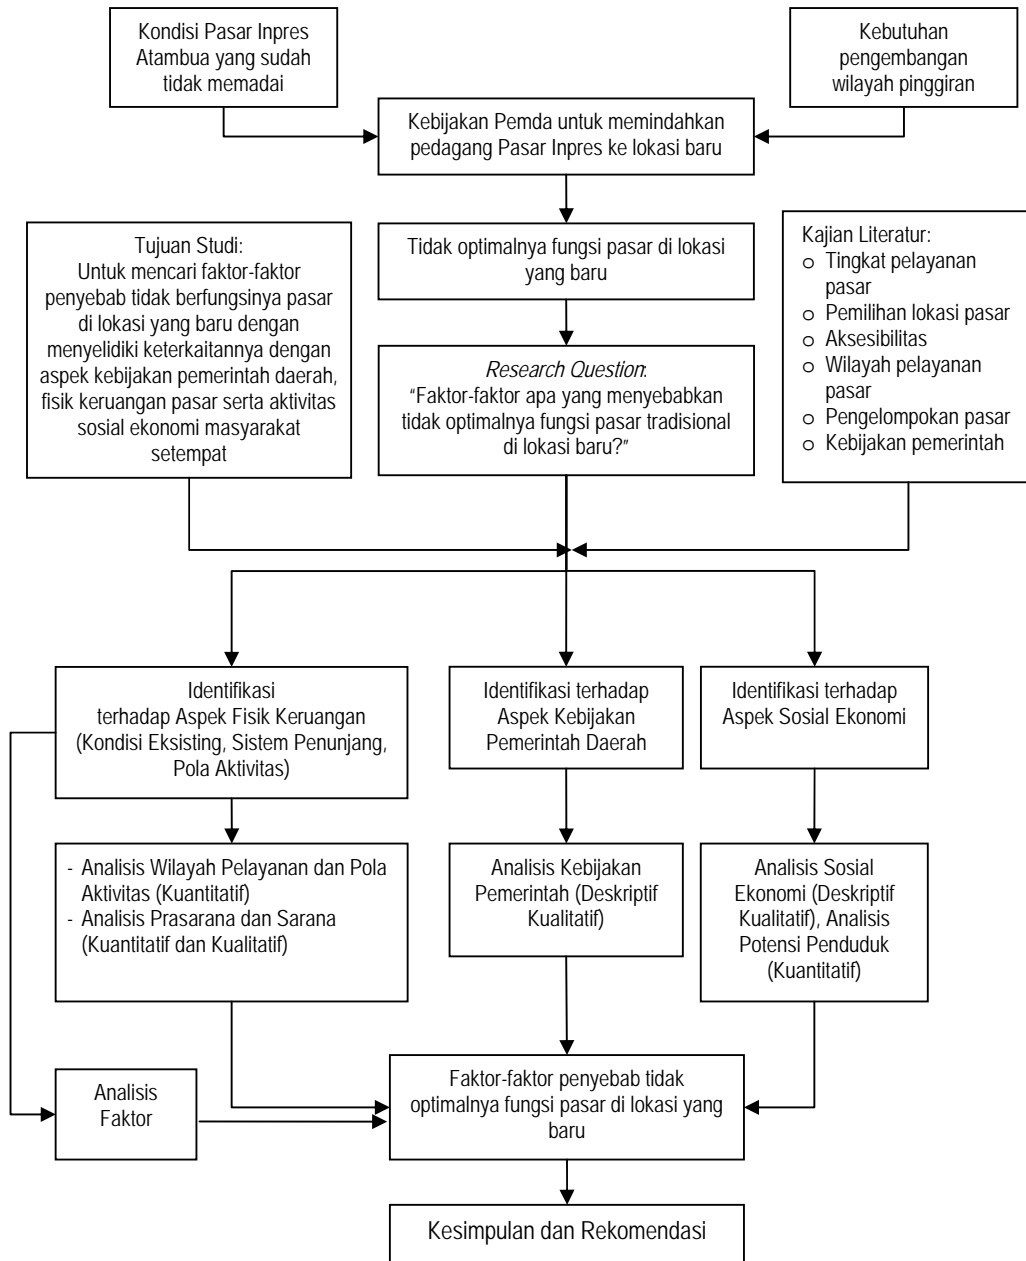 Kondisi Pasar Inpres
Atambua yang sudah
tidak memadai
Kebutuhan
pengembangan
wilayah pinggiran
Kebijakan Pemda untuk memindahkan
pedagang Pasar Inpres ke lokasi baru
Tujuan Studi:
Untuk mencari faktor-faktor
penyebab tidak berfungsinya pasar
di lokasi yang baru dengan
menyelidiki keterkaitannya dengan
aspek kebijakan pemerintah daerah,
fisik keruangan pasar serta aktivitas
sosial ekonomi masyarakat
setempat
Tidak optimalnya fungsi pasar di lokasi
yang baru
Kajian Literatur:
o Tingkat pelayanan
pasar
o Pemilihan lokasi pasar
o Aksesibilitas
o Wilayah pelayanan
pasar
o Pengelompokan pasar
o Kebijakan pemerintah
Research Question:
“Faktor-faktor apa yang menyebabkan
tidak optimalnya fungsi pasar tradisional
di lokasi baru?”
Identifikasi
terhadap Aspek Fisik Keruangan
(Kondisi Eksisting, Sistem Penunjang,
Pola Aktivitas)
Identifikasi terhadap
Aspek Kebijakan
Pemerintah Daerah
Identifikasi terhadap
Aspek Sosial Ekonomi
- Analisis Wilayah Pelayanan dan Pola
Aktivitas (Kuantitatif)
- Analisis Prasarana dan Sarana
(Kuantitatif dan Kualitatif)
Analisis Kebijakan
Pemerintah (Deskriptif
Kualitatif)
Analisis Sosial
Ekonomi (Deskriptif
Kualitatif), Analisis
Potensi Penduduk
(Kuantitatif)
Analisis
Faktor
Faktor-faktor penyebab tidak
optimalnya fungsi pasar di lokasi yang
baru
Kesimpulan dan Rekomendasi